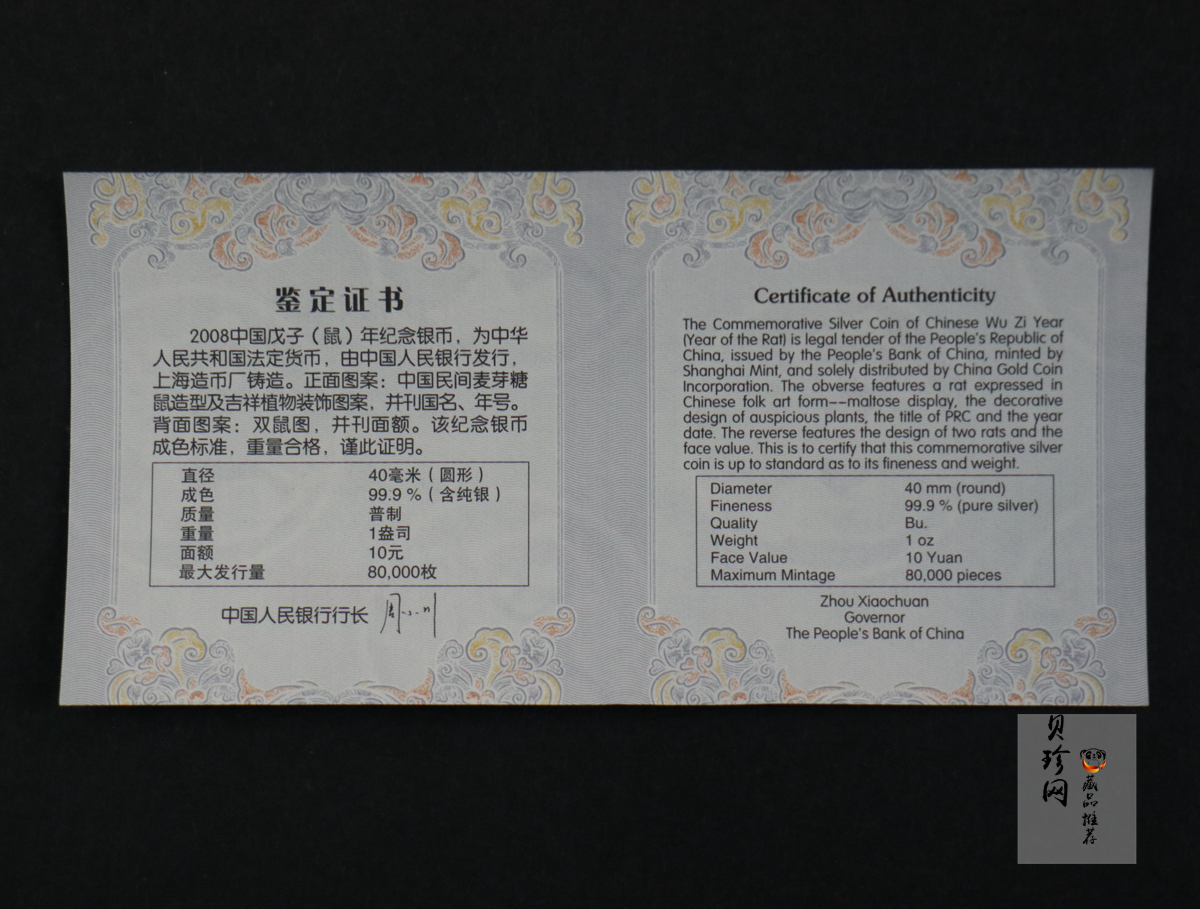 鉴定证书
2008中国戊子（鼠）年纪念银币，为中华
人民共和国法定货币，由中国人民银行发行，
上海造币厂铸造。正面图案：中国民间麦芽糖
鼠造型及吉祥植物装饰图案，并刊国名、年号。
背面图案：双鼠图，并刊面额。该纪念银币
成色标准，重量合格，谨此证明。
直径 40毫米（圆形）
成色 99.9 %（含纯银）
质量 普制
重量 1盎司
面额 10元
最大发行量 80,000枚
中国人民银行行长 周小川
Certificate of Authenticity
The Commemorative Silver Coin of Chinese Wu Zi Year
(Year of the Rat) is legal tender of the People's Republic of
China, issued by the People's Bank of China, minted by
Shanghai Mint, and solely distributed by China Gold Coin
Incorporation. The obverse features a rat expressed in
Chinese folk art form--maltose display, the decorative
design of auspicious plants, the title of PRC and the year
date. The reverse features the design of two rats and the
face value. This is to certify that this commemorative silver
coin is up to standard as to its fineness and weight.
Diameter 40 mm (round)
Fineness 99.9 % (pure silver)
Quality Bu.
Weight 1 oz
Face Value 10 Yuan
Maximum Mintage 80,000 pieces
Zhou Xiaochuan
Governor
The People's Bank of China
贝珍网
藏品推荐